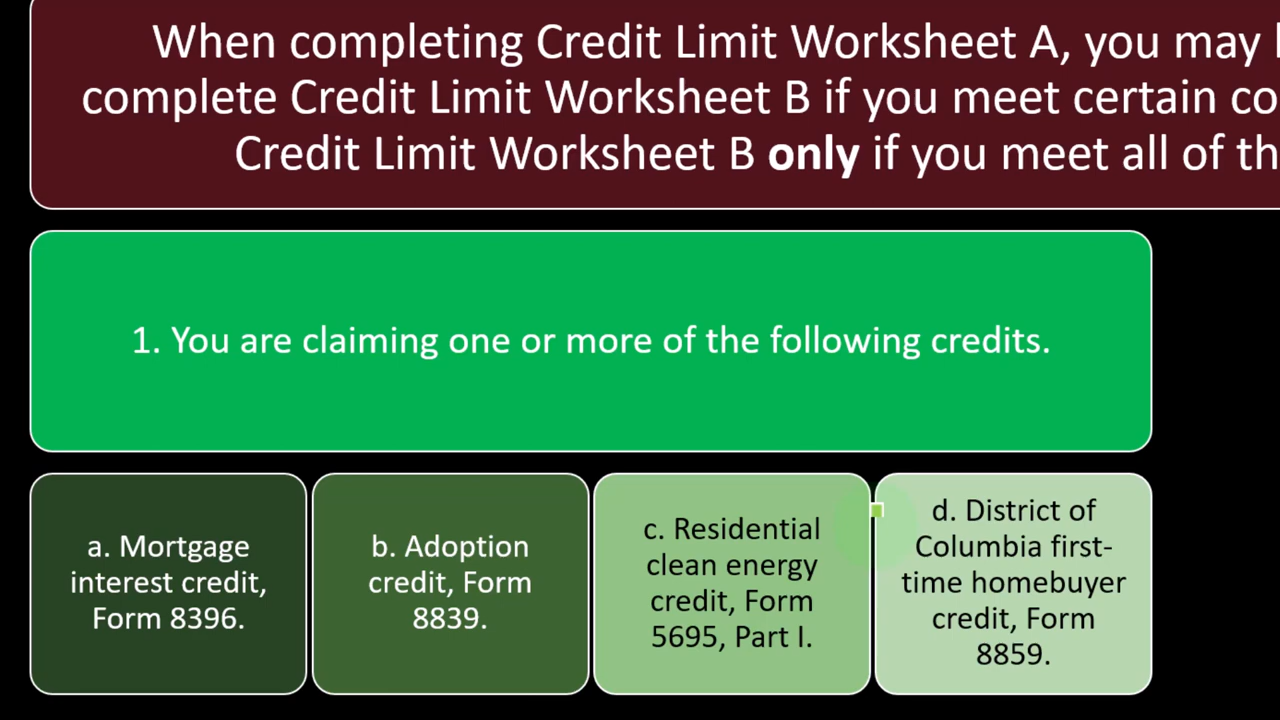 When completing Credit Limit Worksheet A, you may
complete Credit Limit Worksheet B if you meet certain
Credit Limit Worksheet B only if you meet all of
1. You are claiming one or more of the following credits.
a. Mortgage
interest credit,
Form 8396.
b. Adoption
credit, Form
8839.
c. Residential
clean energy
credit, Form
5695, Part I.
d. District of
Columbia first-
time homebuyer
credit, Form
8859.